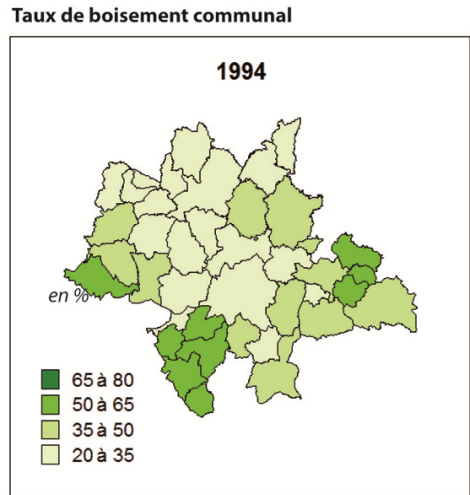 Taux de boisement communal
1994
en %
65 à 80
50 à 65
35 à 50
20 à 35